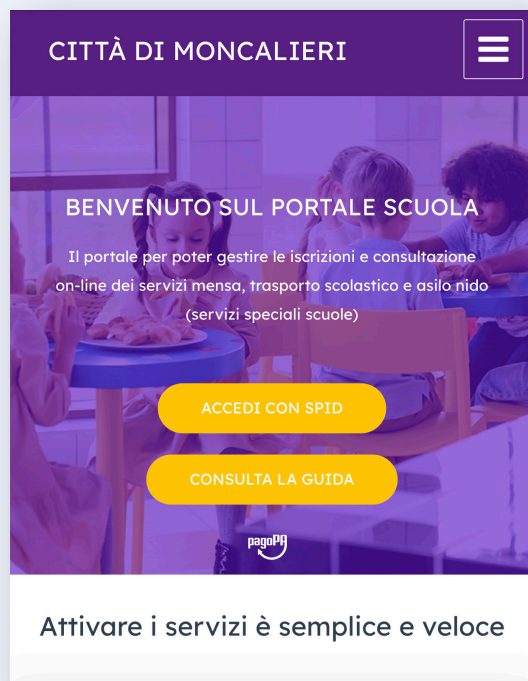 CITTÀ DI MONCALIERI
BENVENUTO SUL PORTALE SCUOLA
Il portale per poter gestire le iscrizioni e consultazione
on-line dei servizi mensa, trasporto scolastico e asilo nido
(servizi speciali scuole)
ACCEDI CON SPID
CONSULTA LA GUIDA
pagoPA
Attivare i servizi è semplice e veloce